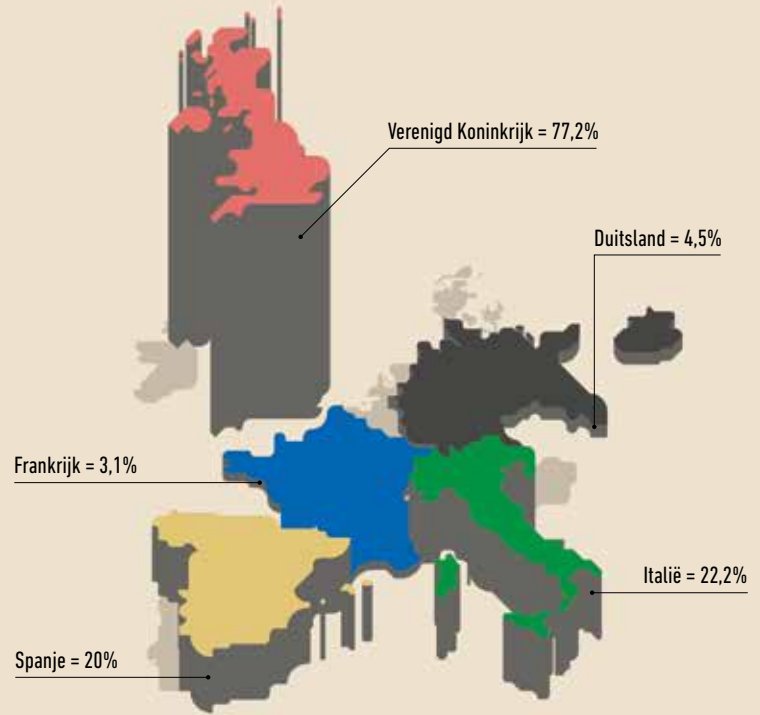 Verenigd Koninkrijk = 77,2%
Duitsland = 4,5%
Frankrijk = 3,1%
Italië = 22,2%
Spanje = 20%